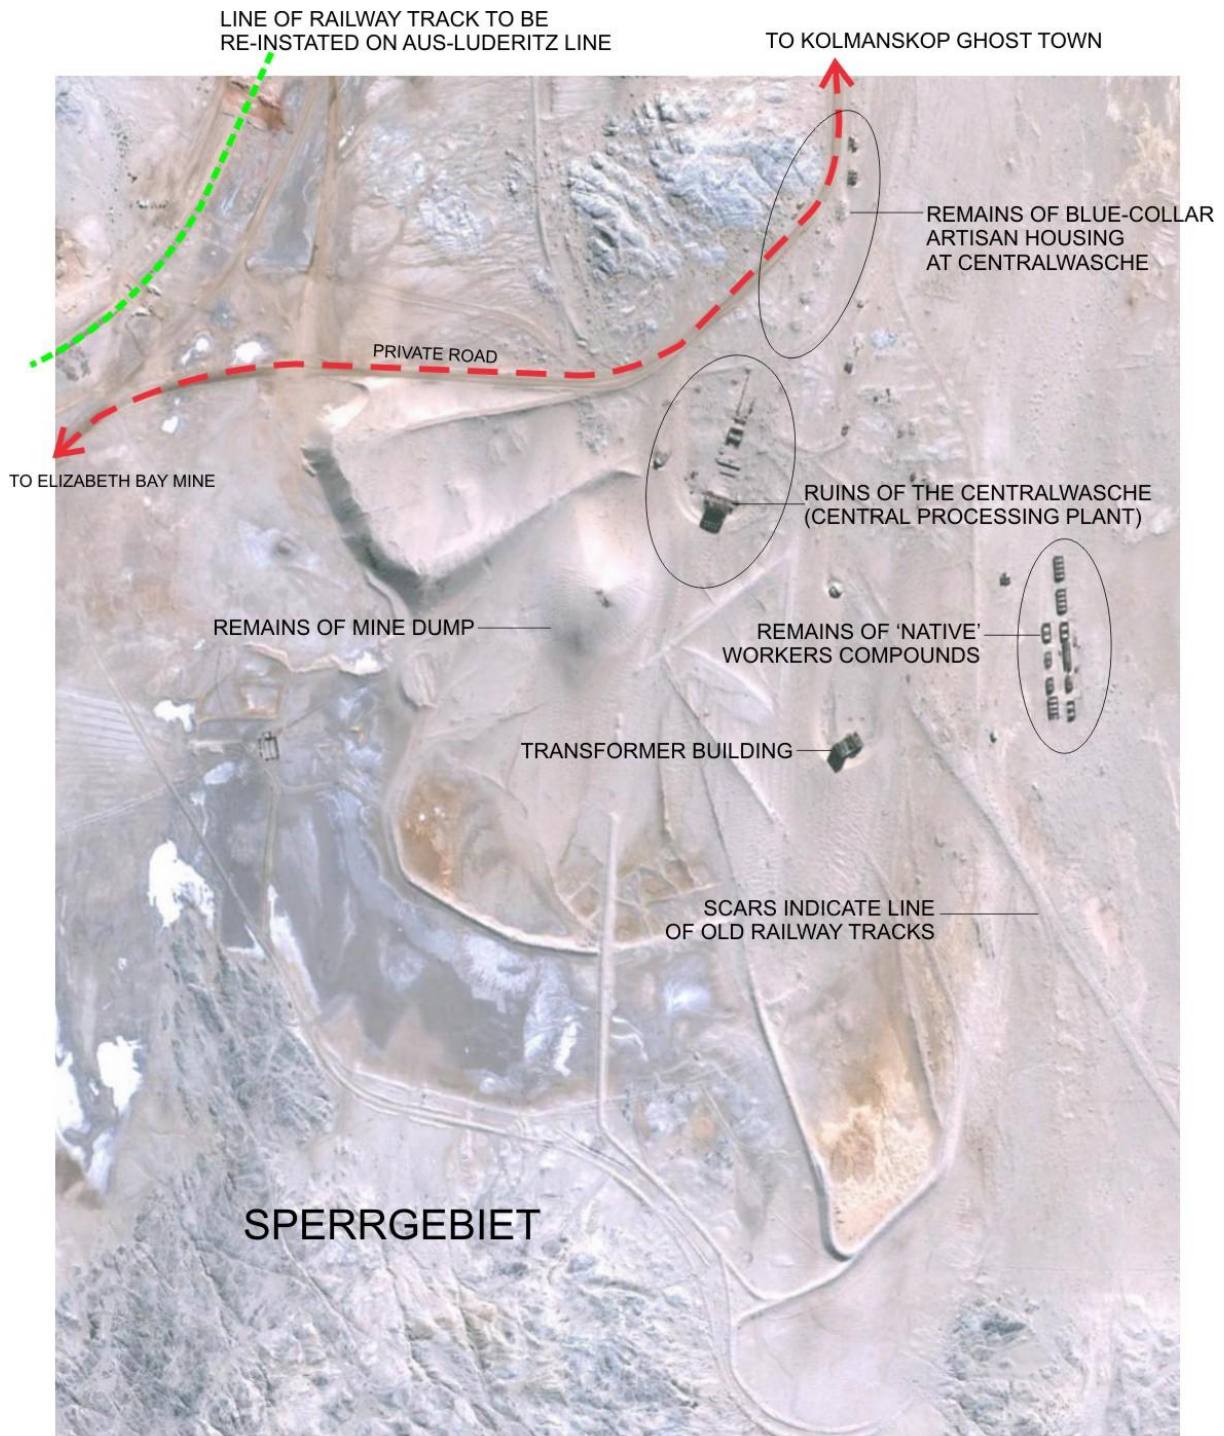 LINE OF RAILWAY TRACK TO BE
RE-INSTATED ON AUS-LUDERITZ LINE
TO KOLMANSKOP GHOST TOWN
REMAINS OF BLUE-COLLAR
ARTISAN HOUSING
AT CENTRALWASCHE
PRIVATE ROAD
TO ELIZABETH BAY MINE
RUINS OF THE CENTRALWASCHE
(CENTRAL PROCESSING PLANT)
REMAINS OF MINE DUMP
REMAINS OF 'NATIVE'
WORKERS COMPOUNDS
TRANSFORMER BUILDING
SCARS INDICATE LINE
OF OLD RAILWAY TRACKS
SPERRGEBIET